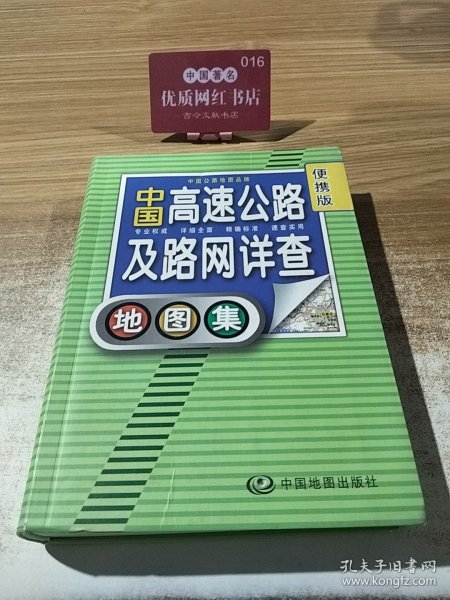 016
中国著名
优质网红书店
古今文献书店
便携版
中国公路地图品牌
中国高速公路
专业权威 详细全面 精确标准 速查实用
及路网详查
地图集
中国地图出版社
孔夫子旧书网
www.kongfz.com